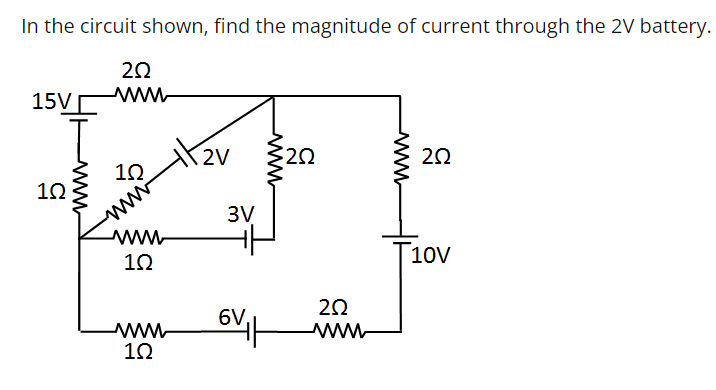 In the circuit shown, find the magnitude of current through the 2V battery.
2Ω
15V
2V
2Ω
2Ω
1Ω
1Ω
3V
10V
1Ω
6V
2Ω
1Ω